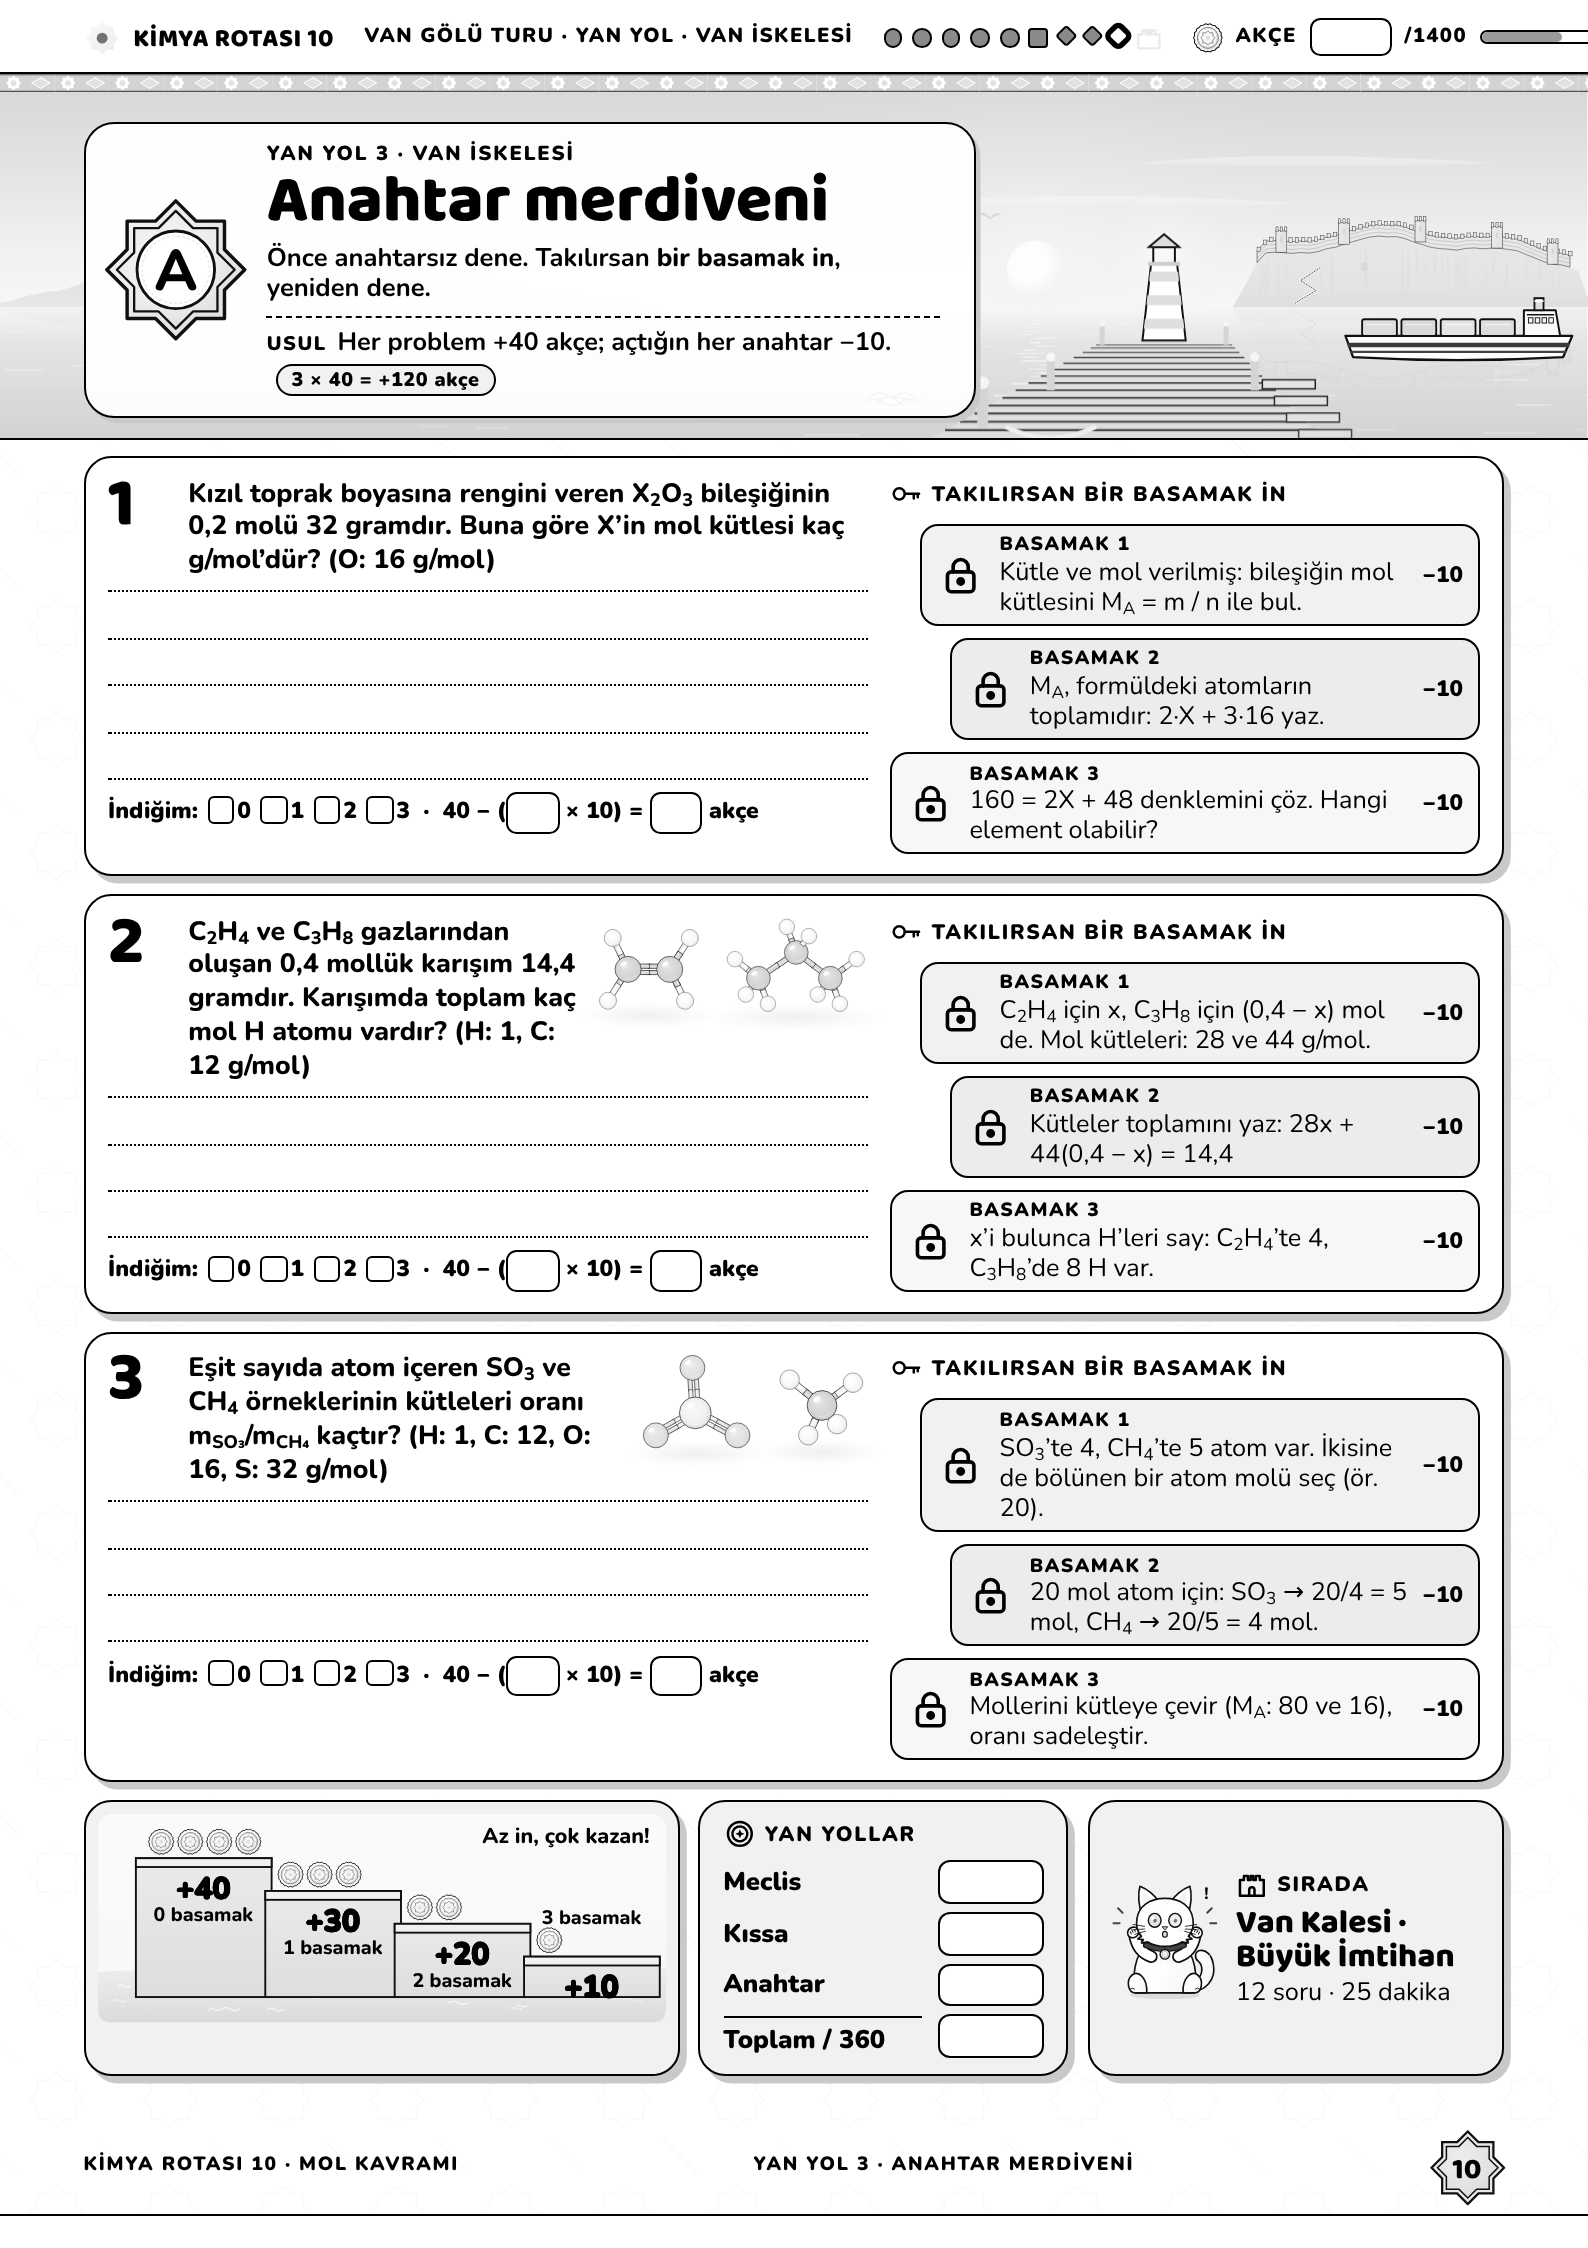 KİMYA ROTASI 10
VAN GÖLÜ TURU · YAN YOL · VAN İSKELESİ
AKÇE /1400
YAN YOL 3 · VAN İSKELESİ
A
Anahtar merdiveni
Önce anahtarsız dene. Takılırsan bir basamak in,
yeniden dene.
USUL Her problem +40 akçe; açtığın her anahtar −10.
3 × 40 = +120 akçe
1
Kızıl toprak boyasına rengini veren X₂O₃ bileşiğinin
0,2 molü 32 gramdır. Buna göre X’in mol kütlesi kaç
g/mol’dür? (O: 16 g/mol)
İndiğim: 0 1 2 3 · 40 − ( × 10) = akçe
TAKILIRSAN BİR BASAMAK İN
BASAMAK 1
Kütle ve mol verilmiş: bileşiğin mol
kütlesini M_A = m / n ile bul.
−10
BASAMAK 2
M_A, formüldeki atomların
toplamıdır: 2·X + 3·16 yaz.
−10
BASAMAK 3
160 = 2X + 48 denklemini çöz. Hangi
element olabilir?
−10
2
C₂H₄ ve C₃H₈ gazlarından
oluşan 0,4 mollük karışım 14,4
gramdır. Karışımda toplam kaç
mol H atomu vardır? (H: 1, C:
12 g/mol)
İndiğim: 0 1 2 3 · 40 − ( × 10) = akçe
TAKILIRSAN BİR BASAMAK İN
BASAMAK 1
C₂H₄ için x, C₃H₈ için (0,4 − x) mol
de. Mol kütleleri: 28 ve 44 g/mol.
−10
BASAMAK 2
Kütleler toplamını yaz: 28x +
44(0,4 − x) = 14,4
−10
BASAMAK 3
x’i bulunca H’leri say: C₂H₄’te 4,
C₃H₈’de 8 H var.
−10
3
Eşit sayıda atom içeren SO₃ ve
CH₄ örneklerinin kütleleri oranı
m_SO₃/m_CH₄ kaçtır? (H: 1, C: 12, O:
16, S: 32 g/mol)
İndiğim: 0 1 2 3 · 40 − ( × 10) = akçe
TAKILIRSAN BİR BASAMAK İN
BASAMAK 1
SO₃’te 4, CH₄’te 5 atom var. İkisine
de bölünen bir atom molü seç (ör.
20).
−10
BASAMAK 2
20 mol atom için: SO₃ → 20/4 = 5
mol, CH₄ → 20/5 = 4 mol.
−10
BASAMAK 3
Mollerini kütleye çevir (M_A: 80 ve 16),
oranı sadeleştir.
−10
Az in, çok kazan!
+40
0 basamak
+30
1 basamak
+20
2 basamak
3 basamak
+10
YAN YOLLAR
Meclis
Kıssa
Anahtar
Toplam / 360
!
SIRADA
Van Kalesi ·
Büyük İmtihan
12 soru · 25 dakika
KİMYA ROTASI 10 · MOL KAVRAMI
YAN YOL 3 · ANAHTAR MERDİVENİ
10